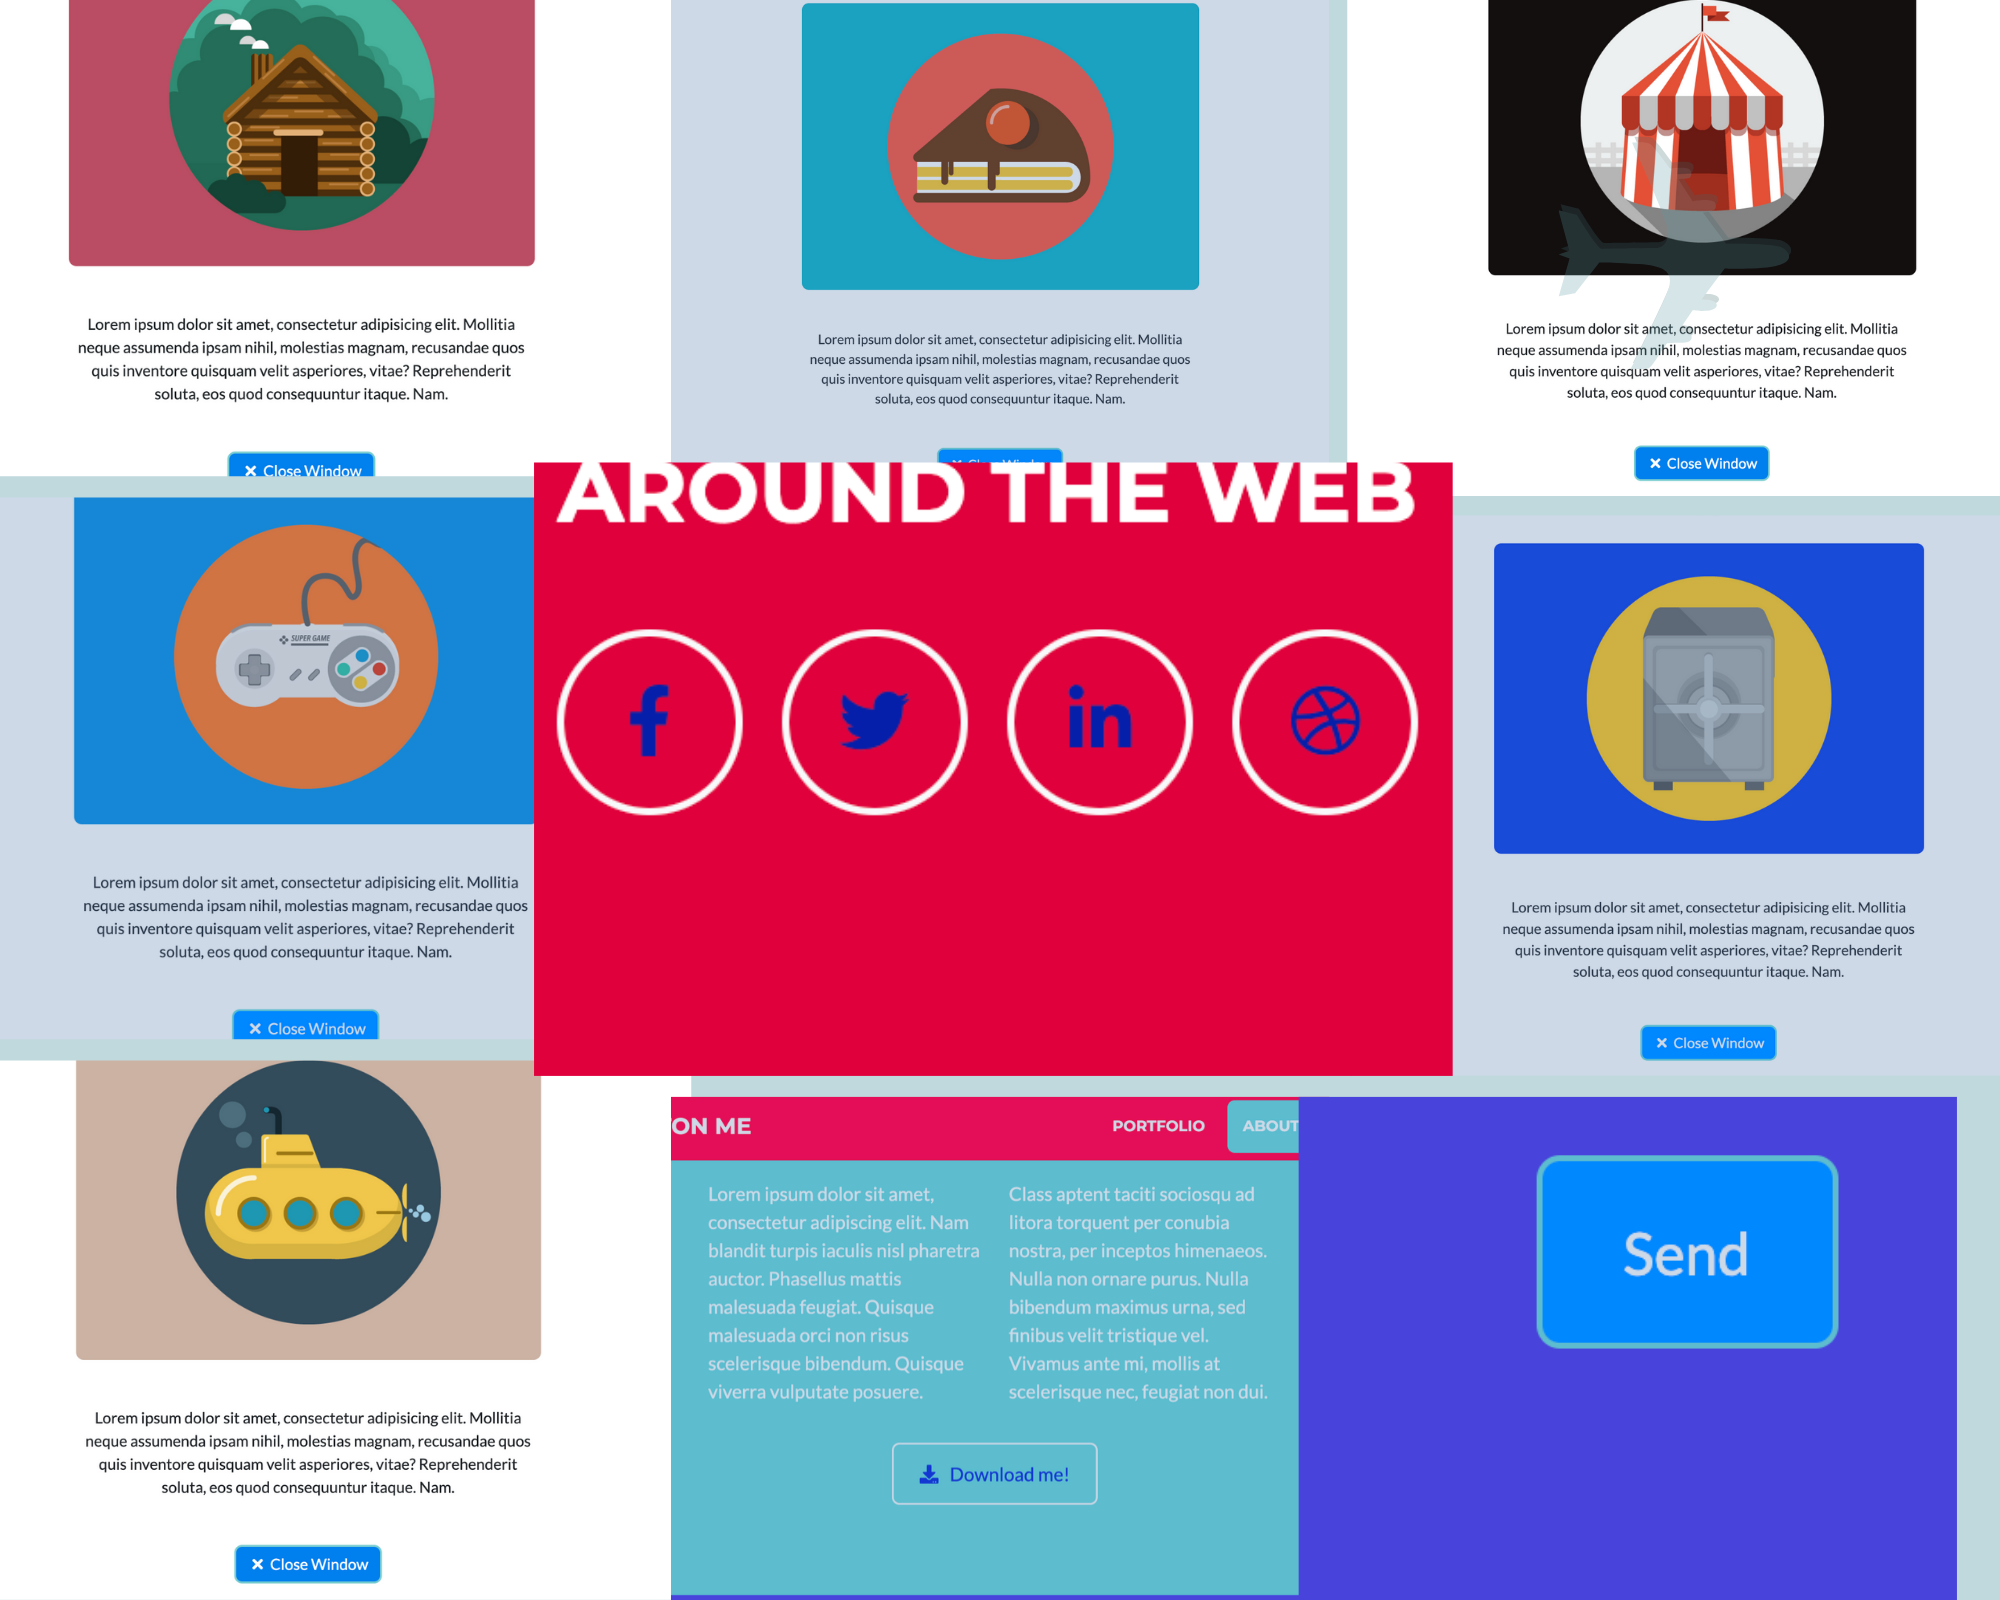 Lorem ipsum dolor sit amet, consectetur adipisicing elit. Mollitia
neque assumenda ipsam nihil, molestias magnam, recusandae quos
quis inventore quisquam velit asperiores, vitae? Reprehenderit
soluta, eos quod consequuntur itaque. Nam.
Close Window
Lorem ipsum dolor sit amet, consectetur adipisicing elit. Mollitia
neque assumenda ipsam nihil, molestias magnam, recusandae quos
quis inventore quisquam velit asperiores, vitae? Reprehenderit
soluta, eos quod consequuntur itaque. Nam.
Lorem ipsum dolor sit amet, consectetur adipisicing elit. Mollitia
neque assumenda ipsam nihil, molestias magnam, recusandae quos
quis inventore quisquam velit asperiores, vitae? Reprehenderit
soluta, eos quod consequuntur itaque. Nam.
Close Window
SUPER GAME
Lorem ipsum dolor sit amet, consectetur adipisicing elit. Mollitia
neque assumenda ipsam nihil, molestias magnam, recusandae quos
quis inventore quisquam velit asperiores, vitae? Reprehenderit
soluta, eos quod consequuntur itaque. Nam.
Close Window
AROUND THE WEB
f
in
Lorem ipsum dolor sit amet, consectetur adipisicing elit. Mollitia
neque assumenda ipsam nihil, molestias magnam, recusandae quos
quis inventore quisquam velit asperiores, vitae? Reprehenderit
soluta, eos quod consequuntur itaque. Nam.
Close Window
Lorem ipsum dolor sit amet, consectetur adipisicing elit. Mollitia
neque assumenda ipsam nihil, molestias magnam, recusandae quos
quis inventore quisquam velit asperiores, vitae? Reprehenderit
soluta, eos quod consequuntur itaque. Nam.
Close Window
ON ME
PORTFOLIO
ABOUT
Lorem ipsum dolor sit amet,
consectetur adipiscing elit. Nam
blandit turpis iaculis nisl pharetra
auctor. Phasellus mattis
malesuada feugiat. Quisque
malesuada orci non risus
scelerisque bibendum. Quisque
viverra vulputate posuere.
Class aptent taciti sociosqu ad
litora torquent per conubia
nostra, per inceptos himenaeos.
Nulla non ornare purus. Nulla
bibendum maximus urna, sed
finibus velit tristique vel.
Vivamus ante mi, mollis at
scelerisque nec, feugiat non dui.
Download me!
Send